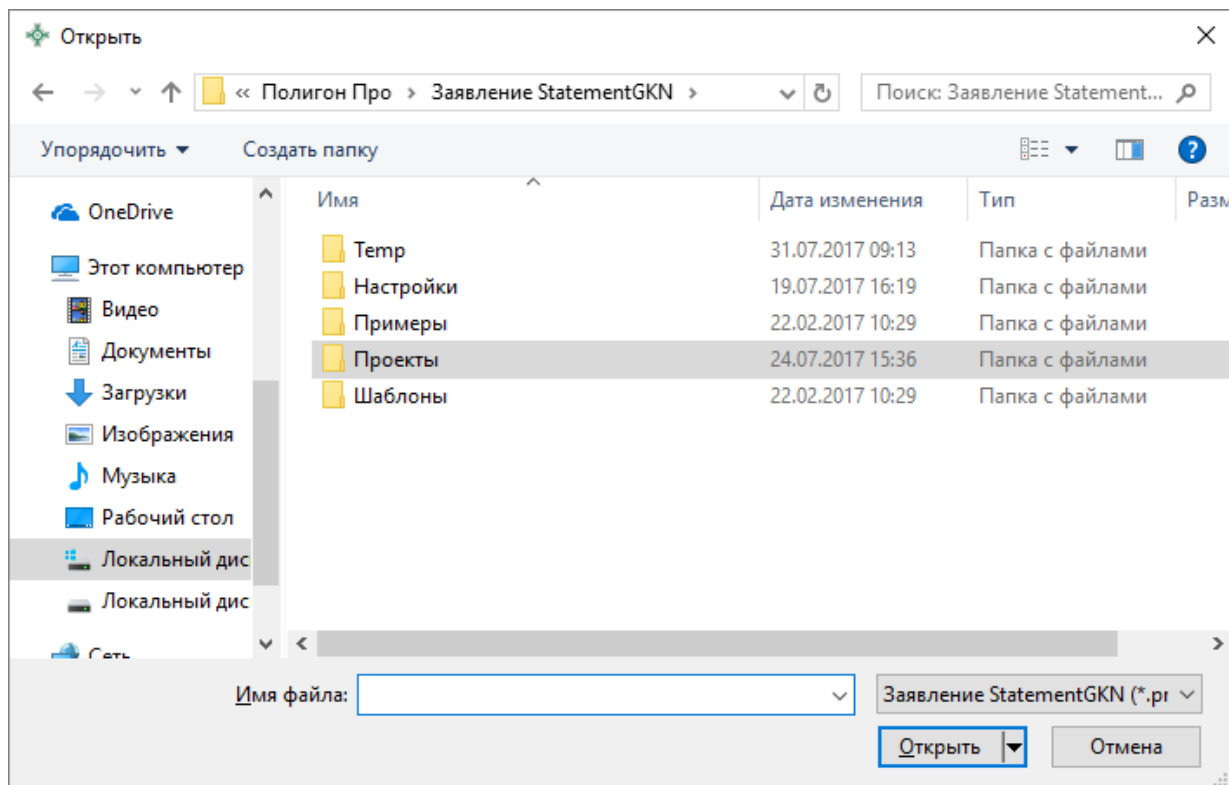 Открыть
« Полигон Про › Заявление StatementGKN ›
Поиск: Заявление Statement...
Упорядочить
Создать папку
?
OneDrive
Этот компьютер
Видео
Документы
Загрузки
Изображения
Музыка
Рабочий стол
Локальный дис
Локальный дис
Сеть
Имя Дата изменения Тип Разм
Temp 31.07.2017 09:13 Папка с файлами
Настройки 19.07.2017 16:19 Папка с файлами
Примеры 22.02.2017 10:29 Папка с файлами
Проекты 24.07.2017 15:36 Папка с файлами
Шаблоны 22.02.2017 10:29 Папка с файлами
Имя файла:
Заявление StatementGKN (*.pr
Открыть
Отмена